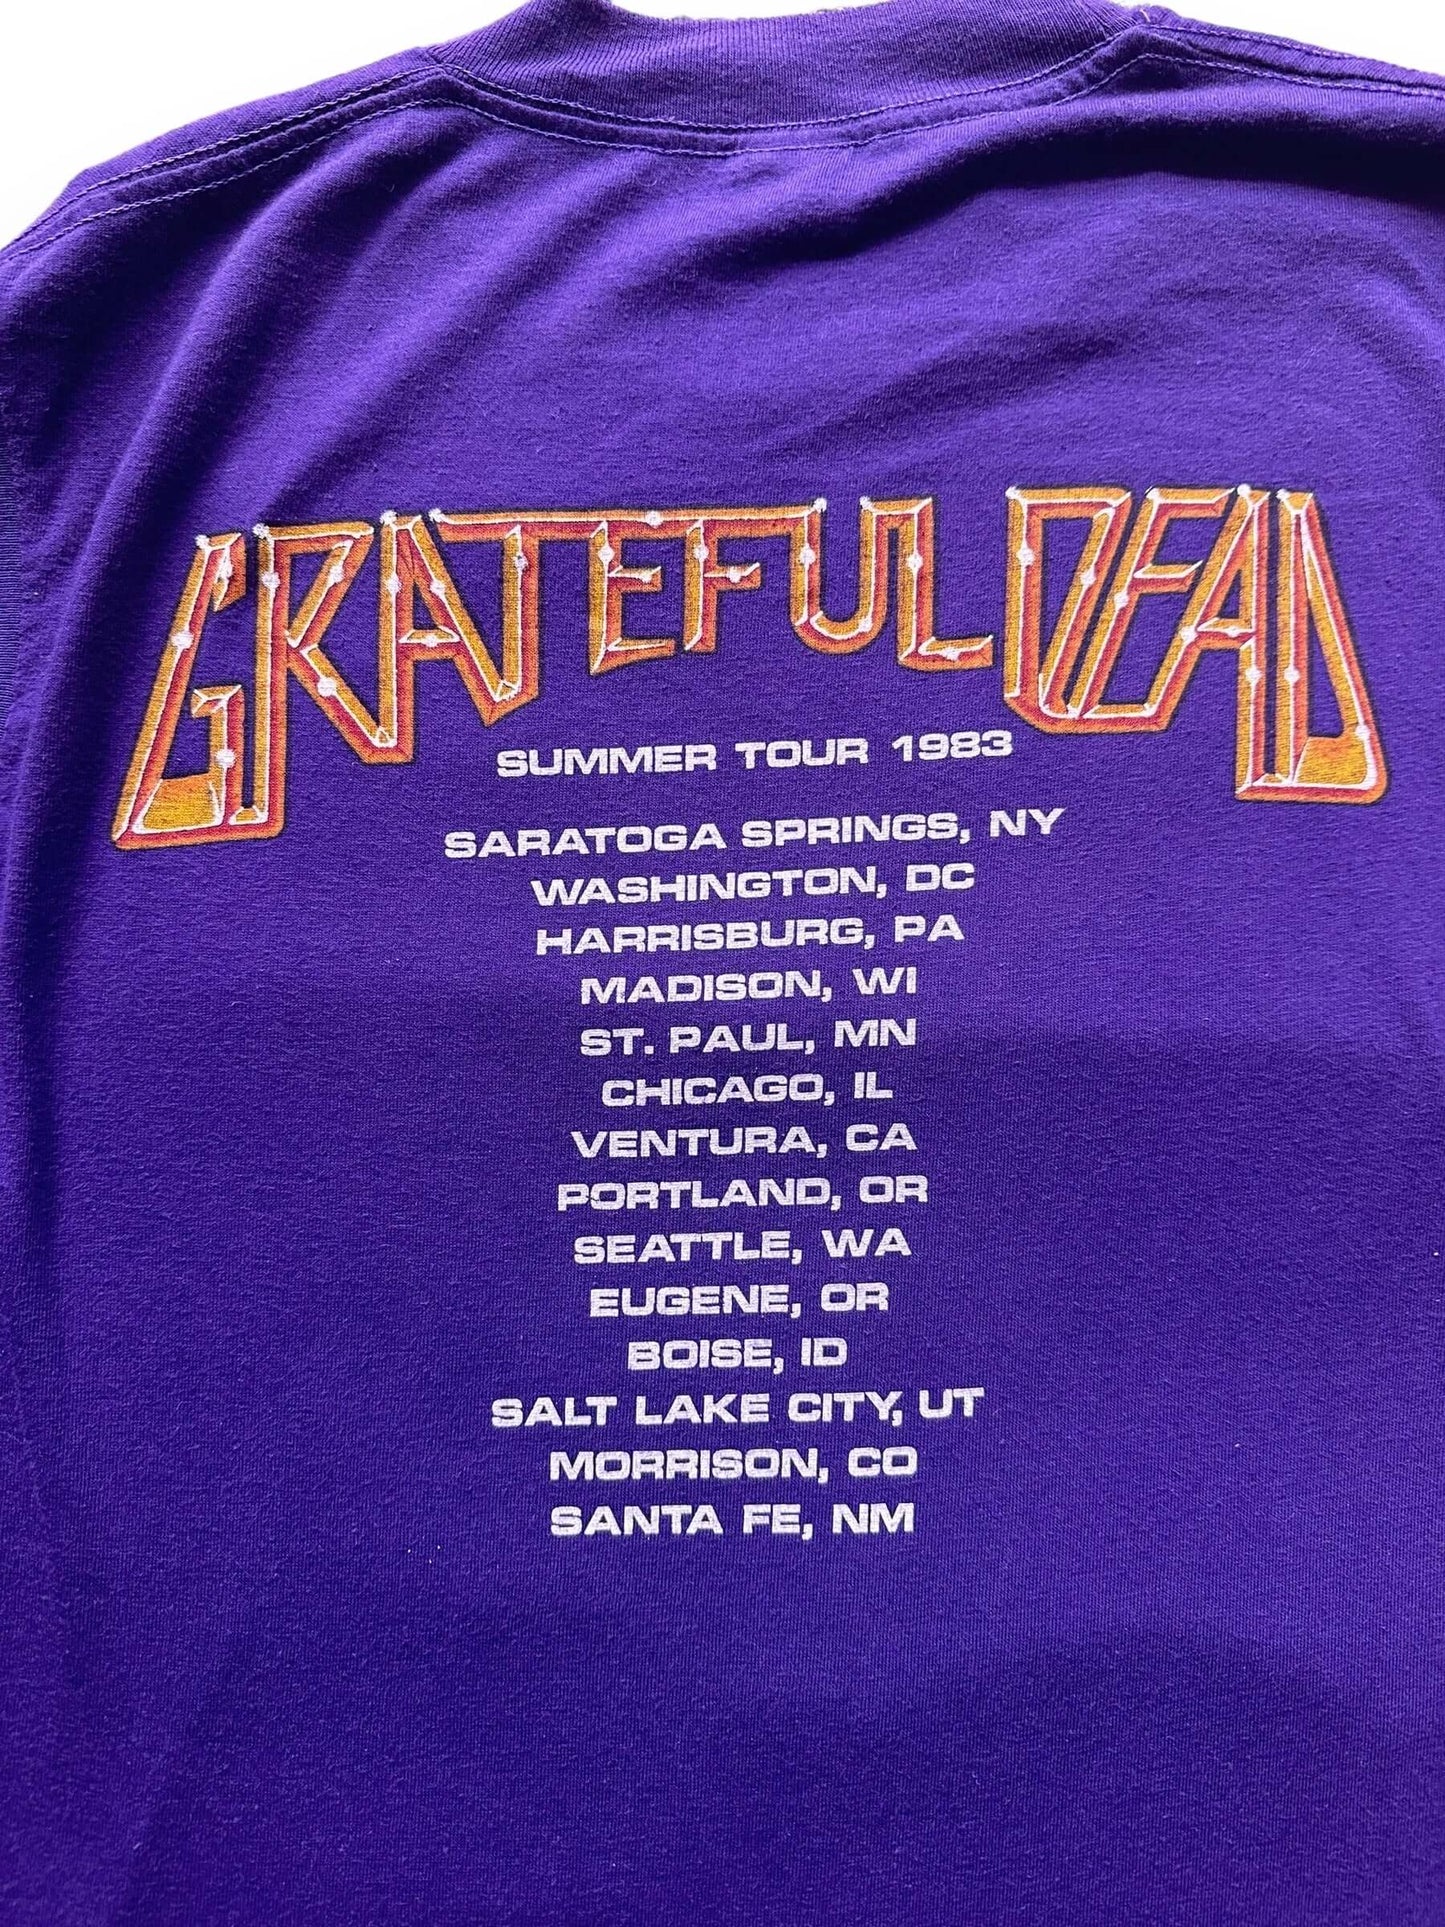 GRATEFUL DEAD
SUMMER TOUR 1983
SARATOGA SPRINGS, NY
WASHINGTON, DC
HARRISBURG, PA
MADISON, WI
ST. PAUL, MN
CHICAGO, IL
VENTURA, CA
PORTLAND, OR
SEATTLE, WA
EUGENE, OR
BOISE, ID
SALT LAKE CITY, UT
MORRISON, CO
SANTA FE, NM